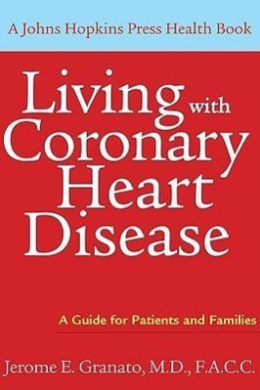 A Johns Hopkins Press Health Book
Living with
Coronary
Heart
Disease
A Guide for Patients and Families
Jerome E. Granato, M.D., F.A.C.C.